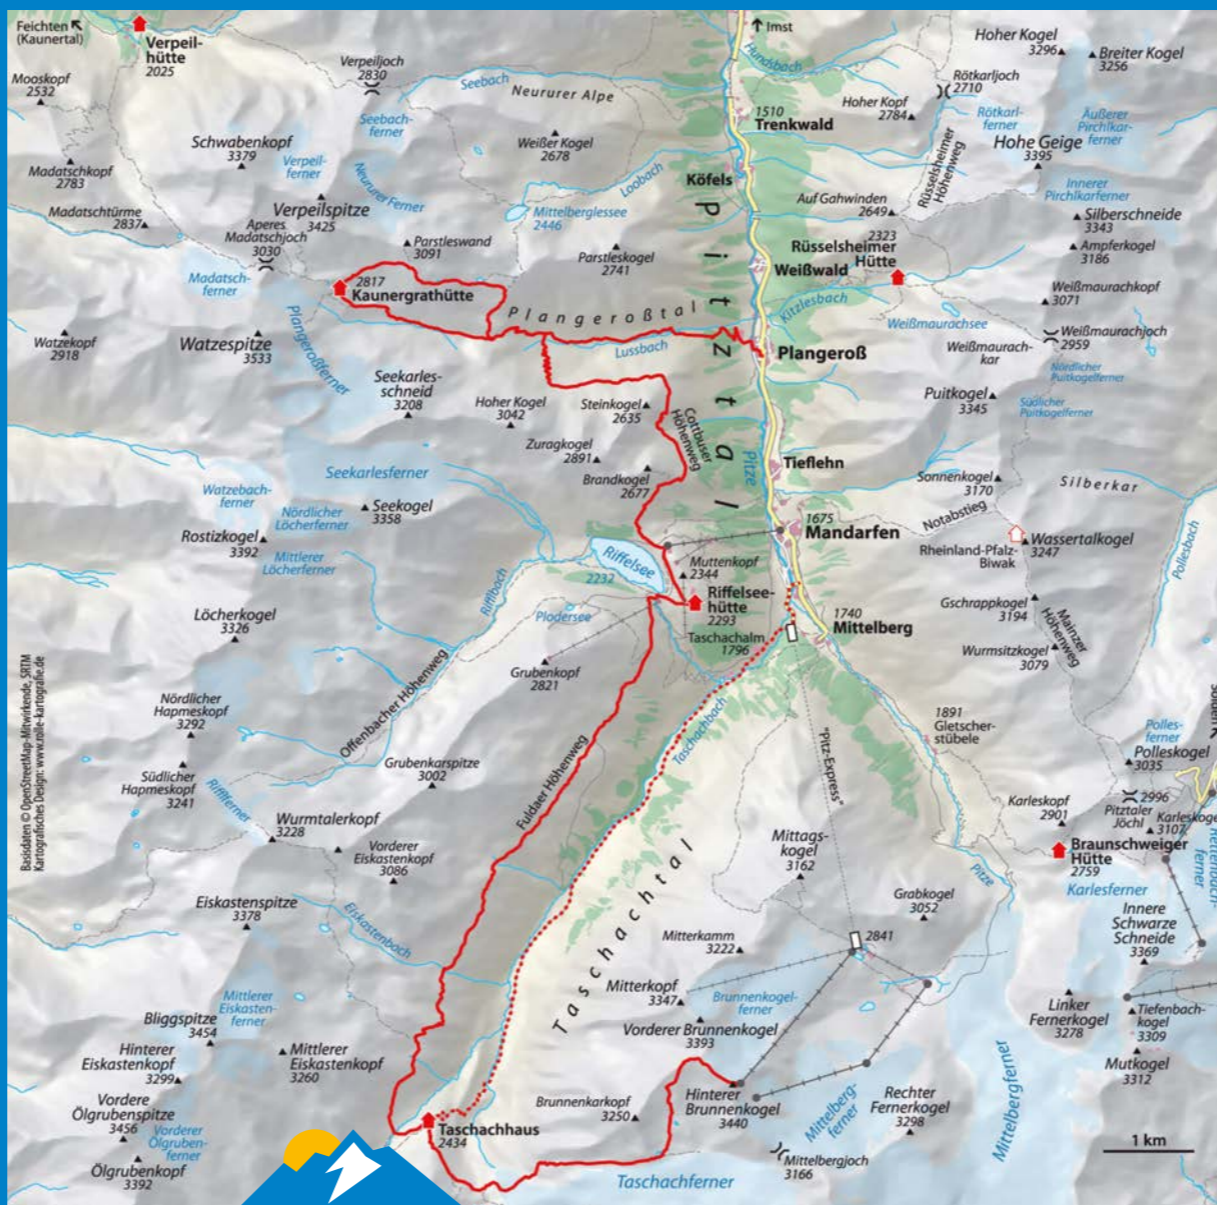 Feichten
(Kaunertal)
Verpeil-
hütte
2025
Mooskopf
2532
Verpeiljoch
2830
Seebach
Neururer Alpe
Seebach-
ferner
Schwabenkopf
3379
Verpeil-
ferner
Weißer Kogel
2678
Madatschkopf
2783
Neururer Ferner
Loobach
Mittelberglessee
2446
Verpeilspitze
3425
Madatschtürme
2837
Aperes
Madatschjoch
3030
Parstleswand
3091
Parstleskogel
2741
Madatsch-
ferner
2817
Kaunergrathütte
Plangeroßtal
Plangeroßferner
Lussbach
Watzekopf
2918
Watzespitze
3533
Seekarles-
schneid
3208
Hoher Kogel
3042
Steinkogel
2635
Cottbuser
Höhenweg
Zuragkogel
2891
Brandkogel
2677
Imst
Hundsbach
1510
Trenkwald
Köfels
Pitztal
Weißwald
Kitzlesbach
Plangeroß
Pitze
Tieflehn
1675
Mandarfen
1740
Mittelberg
Hoher Kogel
3296
Breiter Kogel
3256
Rötkarljoch
2710
Hoher Kopf
2784
Rötkarl-
ferner
Äußerer
Pirchlkar-
ferner
Hohe Geige
3395
Rüsselsheimer
Höhenweg
Innerer
Pirchlkarferner
Auf Gahwinden
2649
Silberschneide
3343
2323
Rüsselsheimer
Hütte
Ampferkogel
3186
Weißmaurachkopf
3071
Weißmaurachsee
Weißmaurach-
kar
Weißmaurachjoch
2959
Nördlicher
Puitkogelferner
Puitkogel
3345
Südlicher
Puitkogelferner
Sonnenkogel
3170
Silberkar
Notabstieg
Rheinland-Pfalz-
Biwak
Wassertalkogel
3247
Pollesbach
Gschrappkogel
3194
Mainzer
Höhenweg
Wurmsitzkogel
3079
Seekarlesferner
Watzebach-
ferner
Seekogel
3358
Nördlicher
Löcherferner
Rostizkogel
3392
Mittlerer
Löcherferner
Riffelsee
2232
Muttenkopf
2344
Riffelsee-
hütte
2293
Rifflbach
Plodersee
Taschachalm
1796
Löcherkogel
3326
Grubenkopf
2821
Offenbacher Höhenweg
Taschachbach
Nördlicher
Hapmeskopf
3292
Südlicher
Hapmeskopf
3241
Grubenkarspitze
3002
Fuldaer Höhenweg
Rifflferner
Wurmtalerkopf
3228
Vorderer
Eiskastenkopf
3086
Eiskastenspitze
3378
Eiskastenbach
Taschachtal
"Pitz-Express"
1891
Gletscher-
stübele
Polles-
ferner
Polleskogel
3035
2996
Pitztaler
Jöchl
Karleskogel
3107
Karleskopf
2901
Braunschweiger
Hütte
2759
Karlesferner
Pitze
Mittags-
kogel
3162
Grabkogel
3052
2841
Innere
Schwarze
Schneide
3369
Mitterkamm
3222
Mitterkopf
3347
Brunnenkogel-
ferner
Vorderer Brunnenkogel
3393
Linker
Fernerkogel
3278
Tiefenbach-
kogel
3309
Mutkogel
3312
Mittlerer
Eiskasten-
ferner
Bliggspitze
3454
Hinterer
Eiskastenkopf
3299
Mittlerer
Eiskastenkopf
3260
Vordere
Ölgrubenspitze
3456
Vorderer
Ölgruben-
ferner
Ölgrubenkopf
3392
Taschachhaus
2434
Brunnenkarkopf
3250
Hinterer
Brunnenkogel
3440
Mittelberg-
ferner
Rechter
Fernerkogel
3298
Mittelbergferner
Mittelbergjoch
3166
Taschachferner
1 km
Basisdaten © OpenStreetMap-Mitwirkende, SRTM
Kartografisches Design: www.rolle-kartografie.de